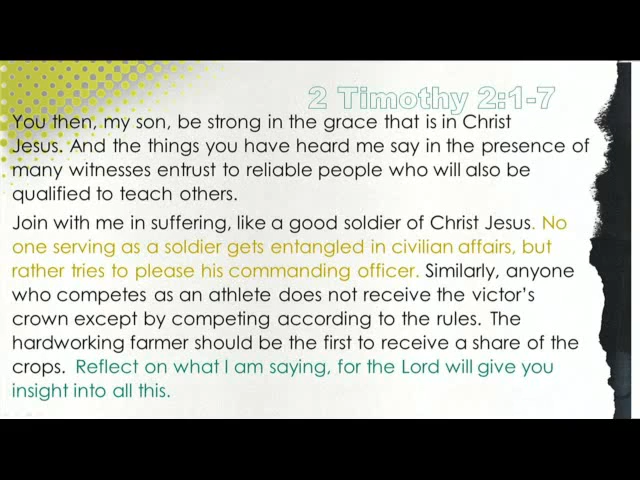 2 Timothy 2:1-7
You then, my son, be strong in the grace that is in Christ
Jesus. And the things you have heard me say in the presence of
many witnesses entrust to reliable people who will also be
qualified to teach others.
Join with me in suffering, like a good soldier of Christ Jesus. No
one serving as a soldier gets entangled in civilian affairs, but
rather tries to please his commanding officer. Similarly, anyone
who competes as an athlete does not receive the victor’s
crown except by competing according to the rules. The
hardworking farmer should be the first to receive a share of the
crops. Reflect on what I am saying, for the Lord will give you
insight into all this.